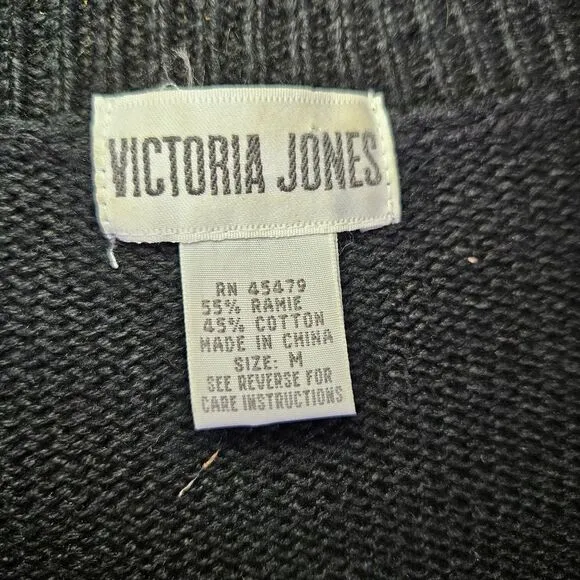 VICTORIA JONES
RN 45479
55% RAMIE
45% COTTON
MADE IN CHINA
SIZE: M
SEE REVERSE FOR
CARE INSTRUCTIONS